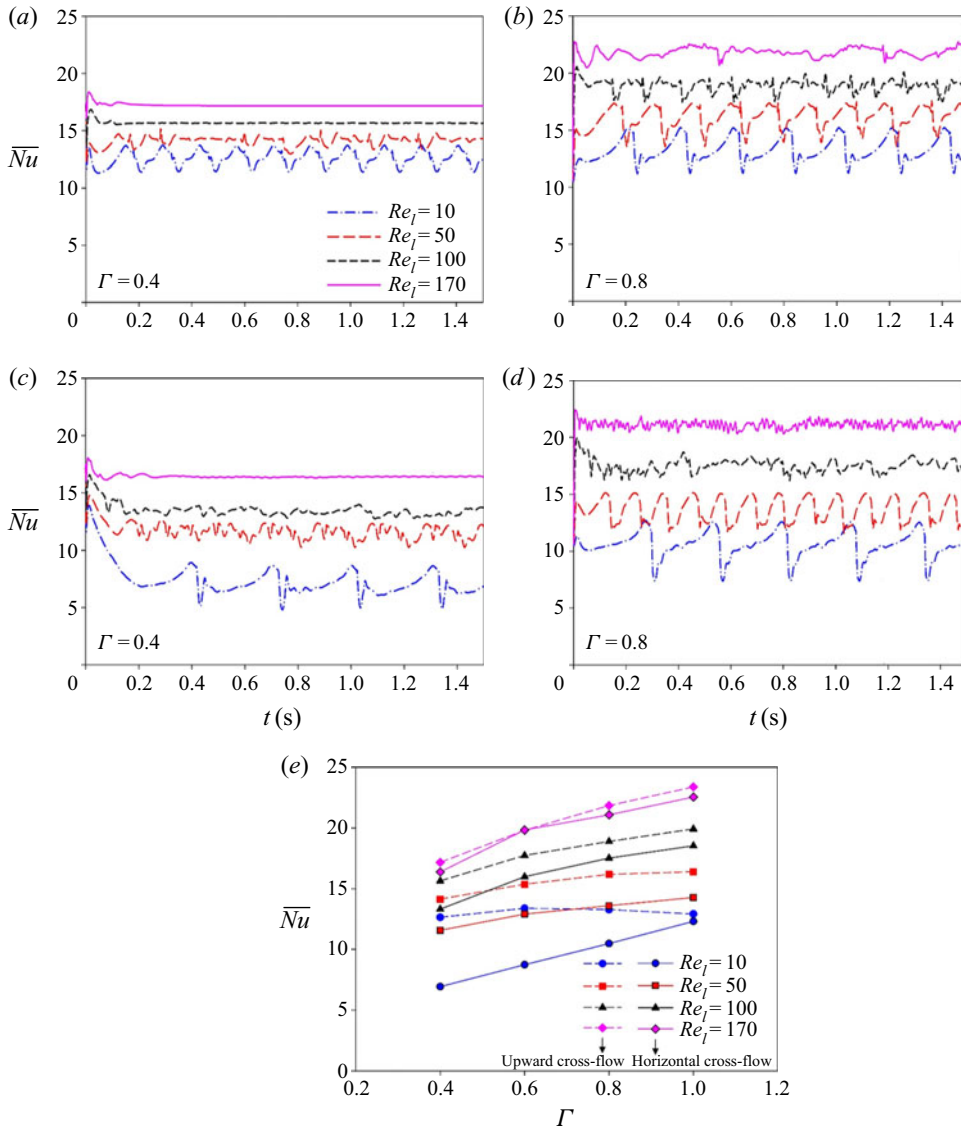 (a)
25
20
15
10
5
0
Nu
Re_l = 10
Re_l = 50
Re_l = 100
Re_l = 170
Γ = 0.4
0.2 0.4 0.6 0.8 1.0 1.2 1.4
(b)
25
20
15
10
5
Γ = 0.8
0 0.2 0.4 0.6 0.8 1.0 1.2 1.4
(c)
25
20
15
10
5
Nu
Γ = 0.4
0 0.2 0.4 0.6 0.8 1.0 1.2 1.4
t (s)
(d)
25
20
15
10
5
Γ = 0.8
0 0.2 0.4 0.6 0.8 1.0 1.2 1.4
t (s)
(e)
25
20
15
10
5
0
Nu
Re_l = 10
Re_l = 50
Re_l = 100
Re_l = 170
Upward cross-flow Horizontal cross-flow
0.2 0.4 0.6 0.8 1.0 1.2
Γ